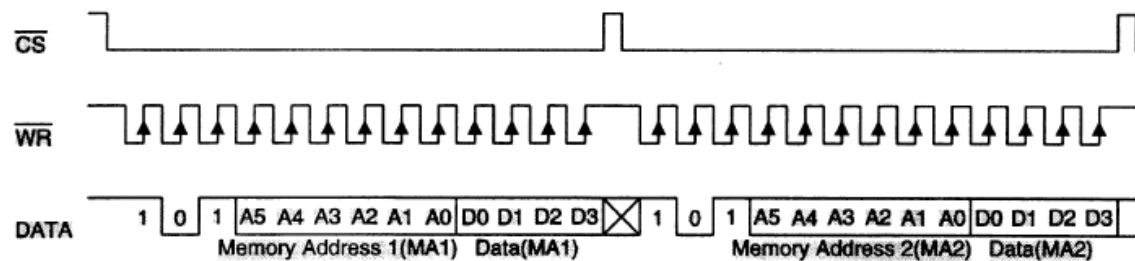 CS
WR
DATA 1 0 1 A5 A4 A3 A2 A1 A0 D0 D1 D2 D3 1 0 1 A5 A4 A3 A2 A1 A0 D0 D1 D2 D3
Memory Address 1(MA1) Data(MA1) Memory Address 2(MA2) Data(MA2)